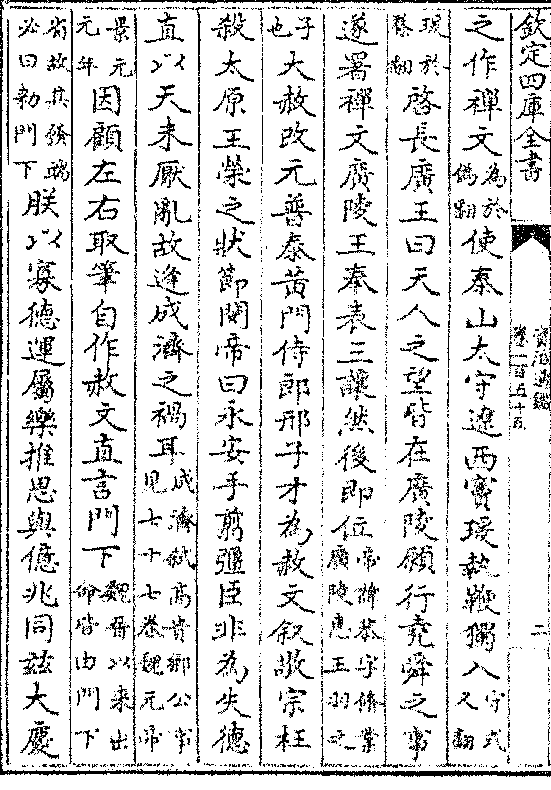 欽定四庫全書
資治通鑑
卷一百五十五
二
之作禪文為於偽翻使泰山太守遼西竇瑗執鞭獨入守式又翻
瑗於眷翻啓長廣王曰天人之望皆在廣陵願行堯舜之事
遂署禪文廣陵王奉表三讓然後即位帝諱恭字脩業廣陵惠王羽之
子也大赦改元普泰黄門侍郎邢子才為赦文叙敬宗枉
殺太原王榮之狀節閔帝曰永安手翦彊臣非為失德
直以天未厭亂故逢成濟之禍耳成濟弑高貴鄉公事見七十七卷魏元帝
景元元年因顧左右取筆自作赦文直言門下魏晉以來出命皆由門下
省故其發端必曰敕門下朕以寡德運屬樂推思與億兆同兹大慶